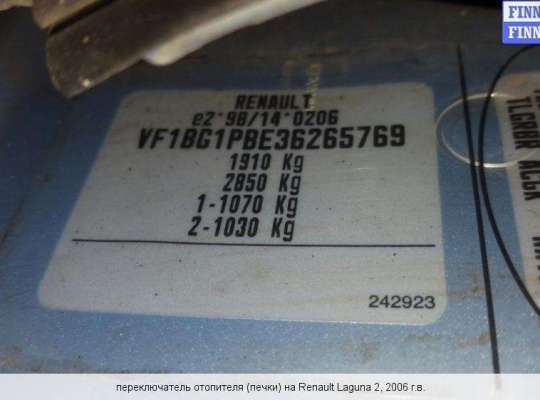 FINN
FINN
RENAULT
e2*98/14*0206
VF1BG1PBE36265769
1910 Kg
2850 Kg
1-1070 Kg
2-1030 Kg
242923
переключатель отопителя (печки) на Renault Laguna 2, 2006 г.в.